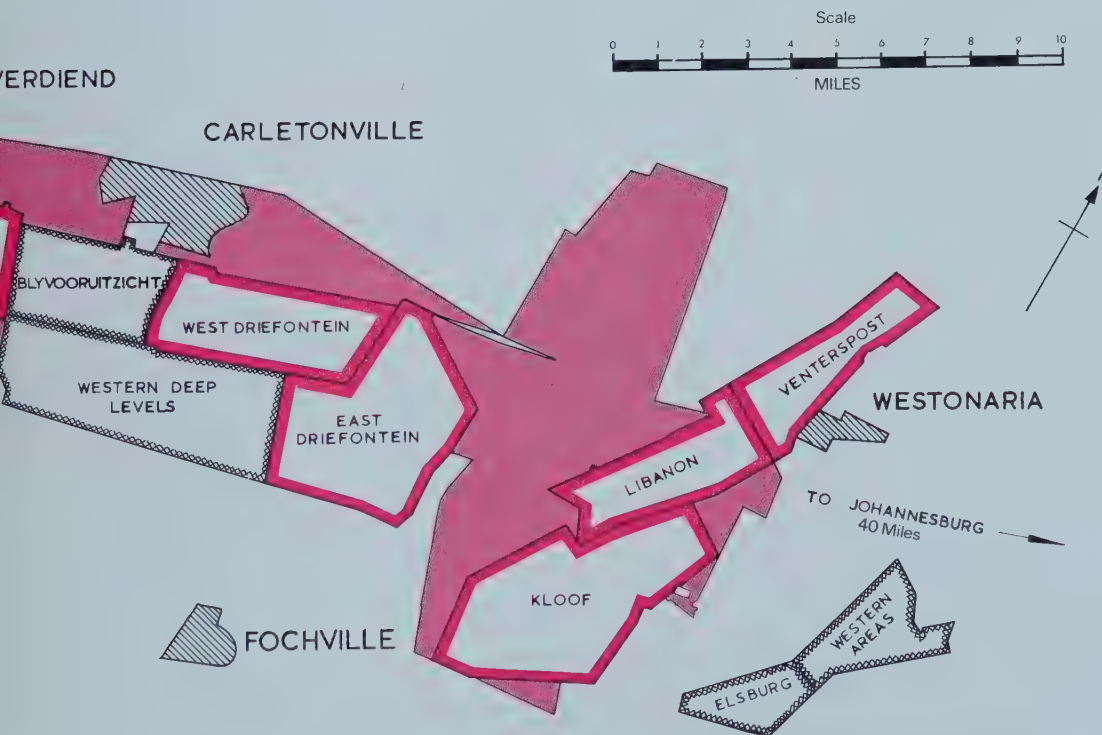 Scale
0 1 2 3 4 5 6 7 8 9 10
MILES
VERDIEND
CARLETONVILLE
BLYVOORUITZICHT
WEST DRIEFONTEIN
WESTERN DEEP
LEVELS
EAST
DRIEFONTEIN
VENTERSPOST
WESTONARIA
LIBANON
TO JOHANNESBURG
40 Miles
KLOOF
FOCHVILLE
WESTERN
AREAS
ELSBURG